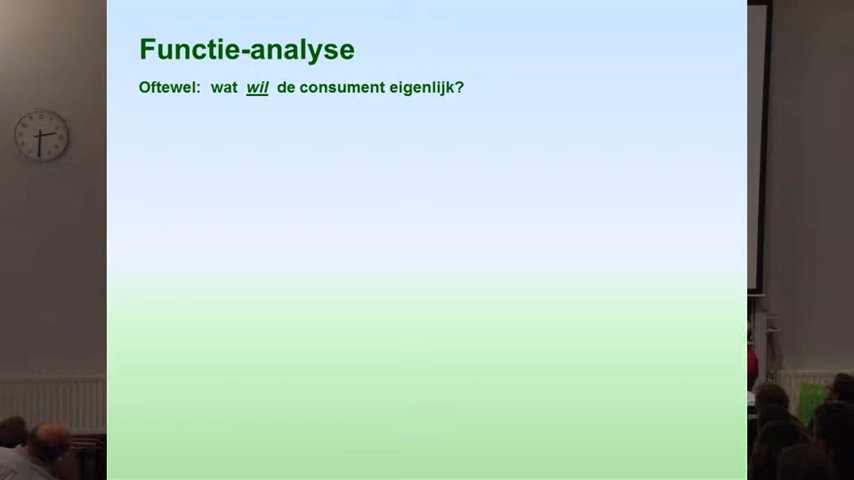 Functie-analyse
Oftewel: wat wil de consument eigenlijk?